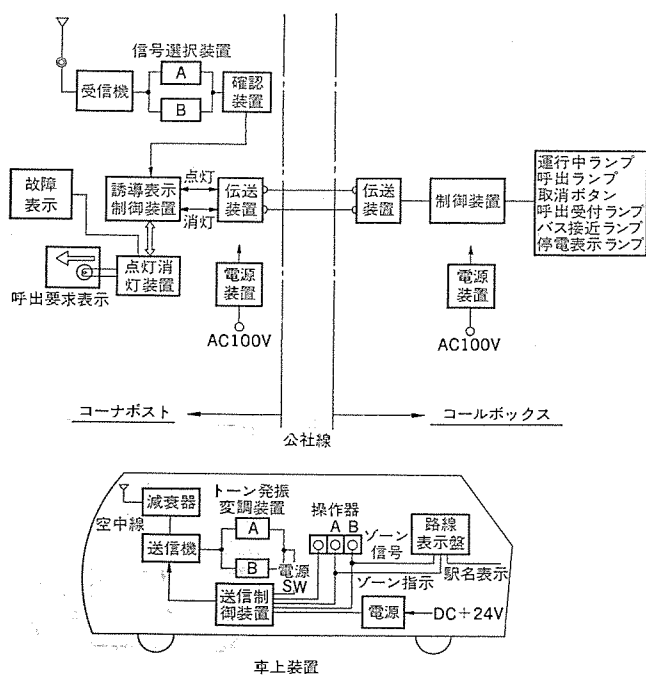 信号選択装置
A
B
受信機
確認
装置
故障
表示
誘導表示
制御装置
点灯
消灯
伝送
装置
伝送
装置
制御装置
運行中ランプ
呼出ランプ
取消ボタン
呼出受付ランプ
バス接近ランプ
停電表示ランプ
点灯消
灯装置
呼出要求表示
電源
装置
AC100V
電源
装置
AC100V
コーナポスト
公社線
コールボックス
減衰器
空中線
送信機
トーン発振
変調装置
A
B
電源
SW
操作器
A B
ゾーン
信号
路線
表示盤
ゾーン指示
駅名表示
送信制
御装置
電源
DC+24V
車上装置